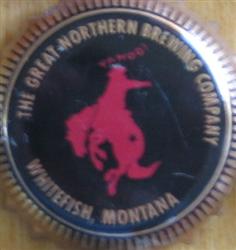 YAHOO!
THE GREAT NORTHERN BREWING COMPANY
WHITEFISH, MONTANA